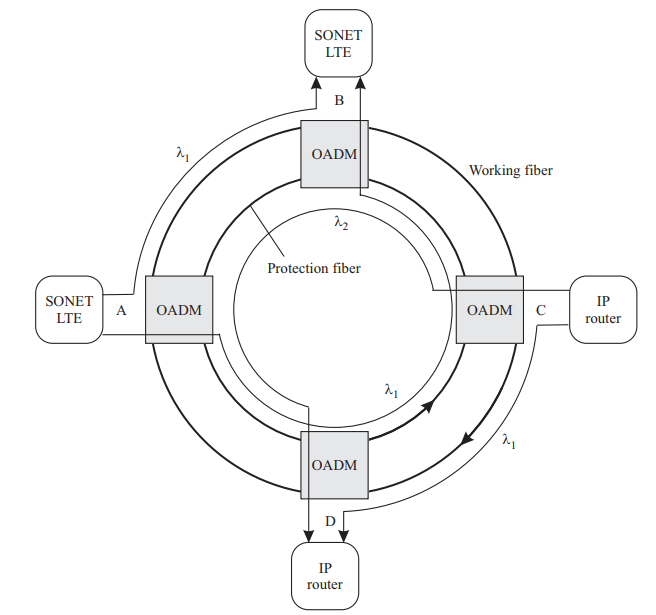 SONET
LTE
B
λ1
OADM
Working fiber
λ2
Protection fiber
SONET
LTE
A
OADM
OADM
C
IP
router
λ1
λ1
OADM
D
IP
router